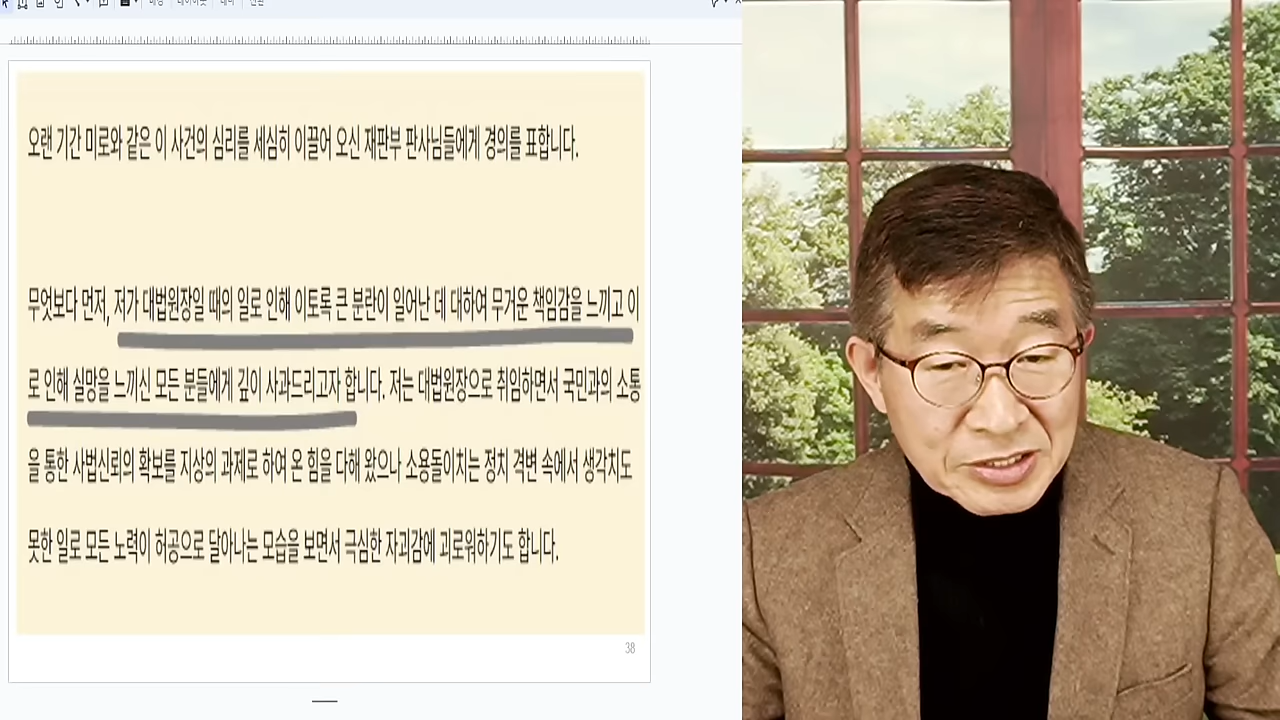 오랜 기간 미로와 같은 이 사건의 심리를 세심히 이끌어 오신 재판부 판사님들에게 경의를 표합니다.
무엇보다 먼저, 저가 대법원장일 때의 일로 인해 이토록 큰 분란이 일어난 데 대하여 무거운 책임감을 느끼고 이
로 인해 실망을 느끼신 모든 분들에게 깊이 사과드리고자 합니다. 저는 대법원장으로 취임하면서 국민과의 소통
을 통한 사법신뢰의 확보를 지상의 과제로 하여 온 힘을 다해 왔으나 소용돌이치는 정치 격변 속에서 생각치도
못한 일로 모든 노력이 허공으로 달아나는 모습을 보면서 극심한 자괴감에 괴로워하기도 합니다.
38